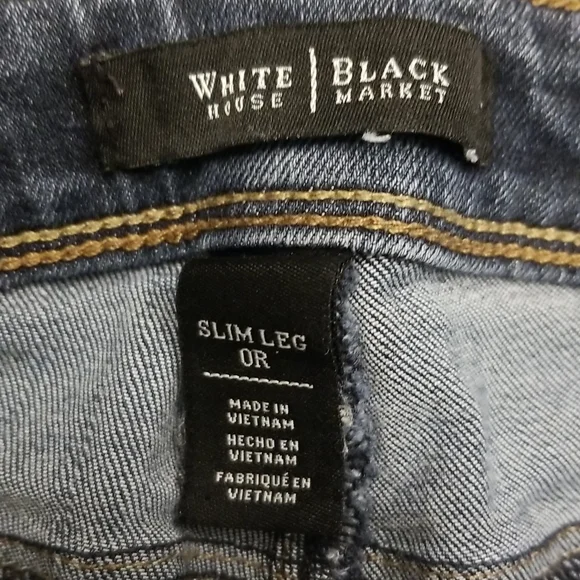 WHITE | BLACK
HOUSE | MARKET
SLIM LEG
0R
MADE IN
VIETNAM
HECHO EN
VIETNAM
FABRIQUÉ EN
VIETNAM